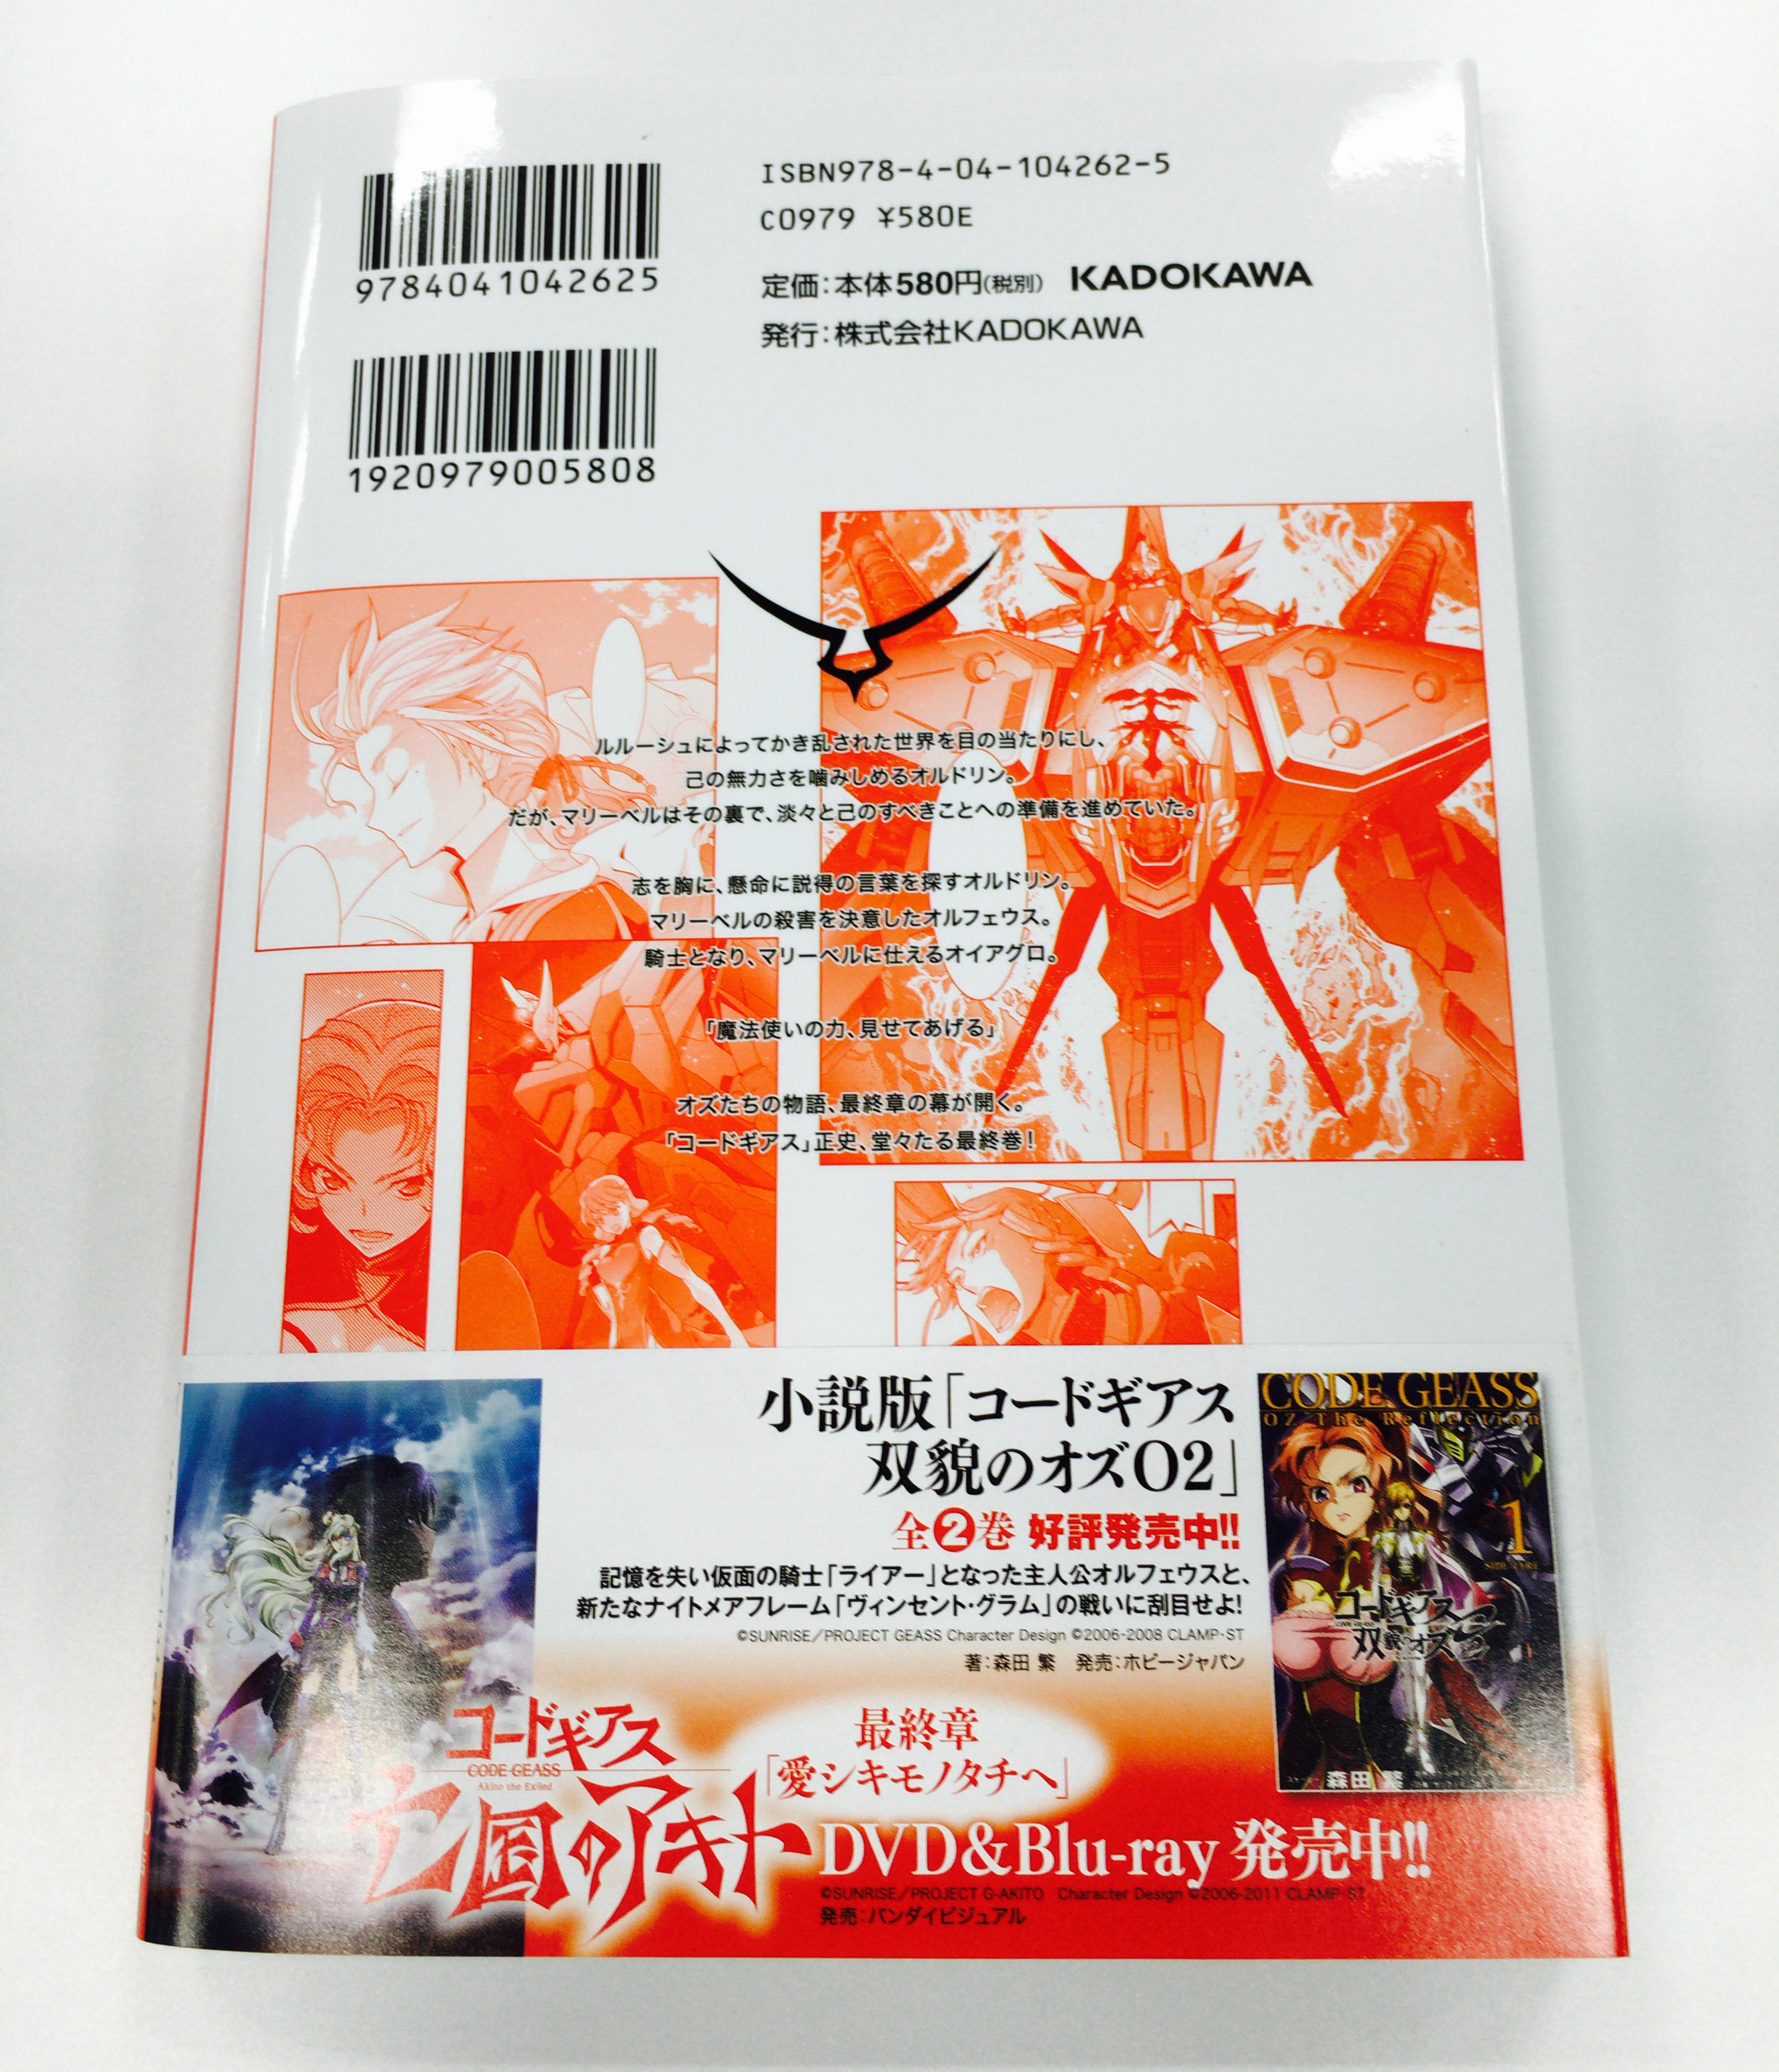 ISBN978-4-04-104262-5
C0979 ¥580E
9784041042625
定価：本体580円(税別) KADOKAWA
発行：株式会社KADOKAWA
1920979005808
ルルーシュによってかき乱された世界を目の当たりにし、
己の無力さを噛みしめるオルドリン。
だが、マリーベルはその裏で、淡々と己のすべきことへの準備を進めていた。
志を胸に、懸命に説得の言葉を探すオルドリン。
マリーベルの殺害を決意したオルフェウス。
騎士となり、マリーベルに仕えるオイアグロ。
「魔法使いの力、見せてあげる」
オズたちの物語、最終章の幕が開く。
「コードギアス」正史、堂々たる最終巻！
小説版「コードギアス
双貌のオズO2」
全2巻 好評発売中!!
記憶を失い仮面の騎士「ライアー」となった主人公オルフェウスと、
新たなナイトメアフレーム「ヴィンセント・グラム」の戦いに刮目せよ！
©SUNRISE／PROJECT GEASS Character Design ©2006-2008 CLAMP・ST
著：森田 繁 発売：ホビージャパン
CODE GEASS
OZ The Reflection
1
コードギアス
双貌のオズ
森田 繁
コードギアス
CODE GEASS
Akito the Exiled
亡国のアキト
最終章
「愛シキモノタチへ」
DVD&Blu-ray 発売中!!
©SUNRISE／PROJECT G-AKITO Character Design ©2006-2011 CLAMP・ST
発売：バンダイビジュアル